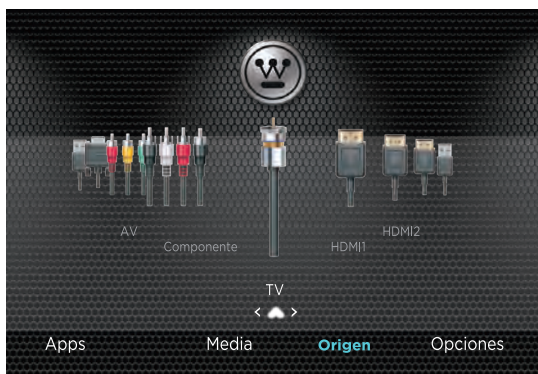 AV
HDMI2
Componente
HDMI1
TV
Apps Media Origen Opciones